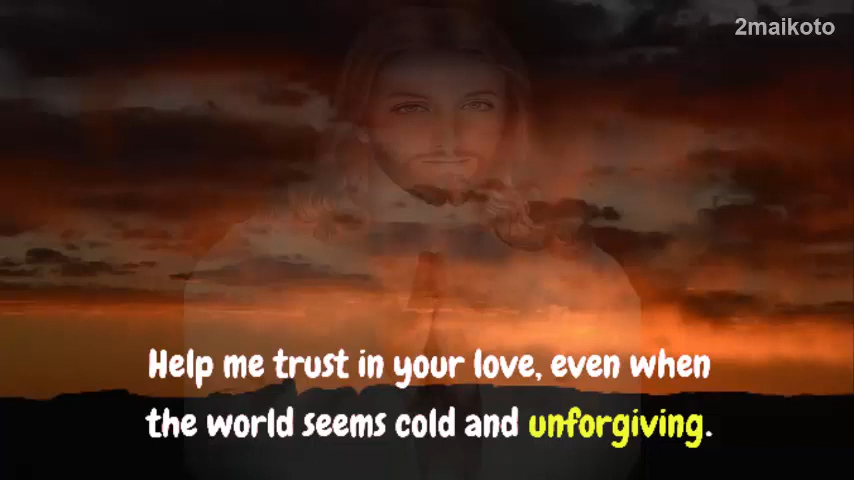 2maikoto
Help me trust in your love, even when
the world seems cold and unforgiving.